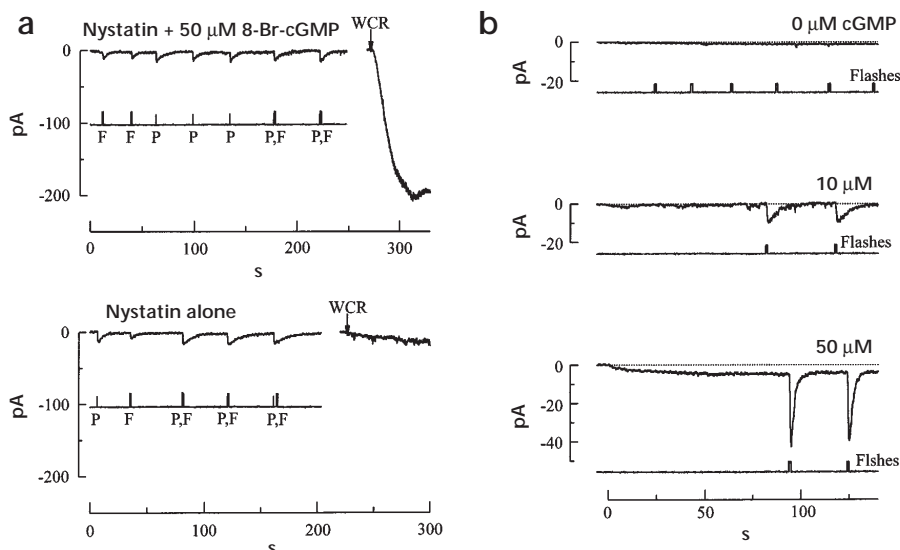 a
Nystatin + 50 μM 8-Br-cGMP
WCR
0
-100
-200
pA
F F P P P P,F P,F
0 100 200 300
s
Nystatin alone
WCR
0
-100
-200
pA
P F P,F P,F P,F
0 100 200 300
s
b
0 μM cGMP
0
-20
pA
Flashes
10 μM
0
-20
pA
Flashes
50 μM
0
-20
-40
pA
Flshes
0 50 100
s